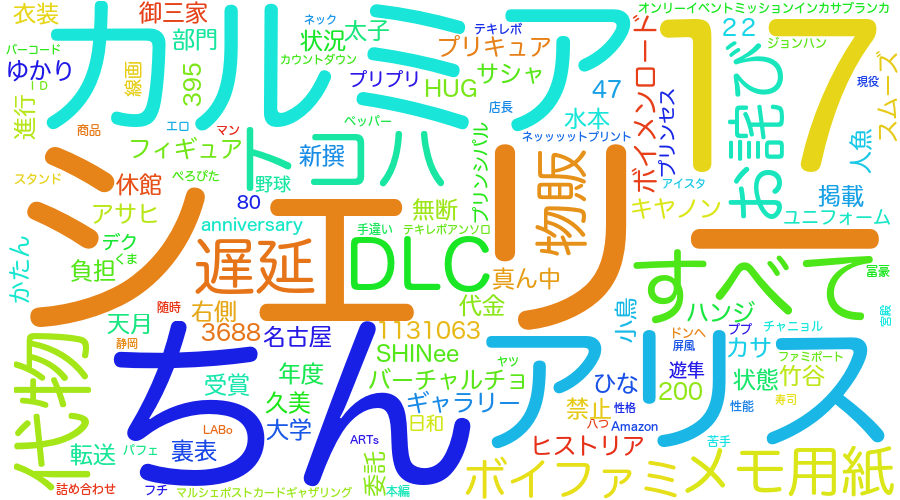 衣装
御三家
ネック
太子
テキレポ
オンリーイベントミッションインカサブランカ
カルミア
17
バーコード
ゆかり
ID
部門
線画
395
状況
カウントダウン
プリキュア
プリプリ
HUG
サシャ
22
ジョンハン
ボイメンロード
お詫び
スムーズ
現役
進行
商品
エロ
マン
ペッパー
店長
47
水本
ネッッッットプリント
プリンセス
人魚
フィギュア
トコハ
新撰
プリンシパル
物販
スタンド
休館
ぺろぴた
野球
アイスタ
アサヒ
80
無断
キヤノン
掲載
ユニフォーム
シエリー
anniversary
手違い
テキレポアンソロ
かたん
デク
くま
負担
遅延
DLC
真ん中
すべて
冨豪
随時
右側
代金
小鳥
ハンジ
宮殿
天月
静岡
3688
名古屋
1131063
ドンヘ
ププ
チャニョル
代物
ちん
SHINee
ヤッ
アリス
屏風
カサ
ファミポート
受賞
年度
バーチャルチョ
ひな
遊隼
200
状態
竹谷
久美
ギャラリー
禁止
性格
性能
寿司
LABo
大学
日和
八つ
Amazon
転送
パフェ
裏表
ARTs
委託
ヒストリア
苦手
詰め合わせ
フチ
マルシェポストカードギャザリング
本編
ボイファミ
メモ用紙